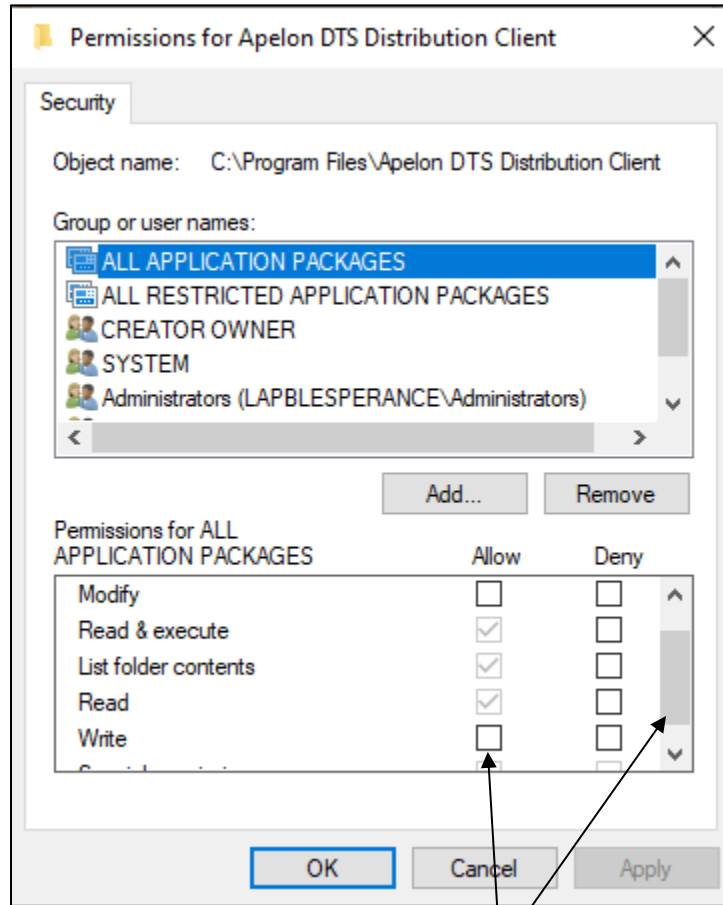 Permissions for Apelon DTS Distribution Client
Security
Object name: C:\Program Files\Apelon DTS Distribution Client
Group or user names:
ALL APPLICATION PACKAGES
ALL RESTRICTED APPLICATION PACKAGES
CREATOR OWNER
SYSTEM
Administrators (LAPBLESPERANCE\Administrators)
Add... Remove
Permissions for ALL
APPLICATION PACKAGES Allow Deny
Modify
Read & execute
List folder contents
Read
Write
OK Cancel Apply